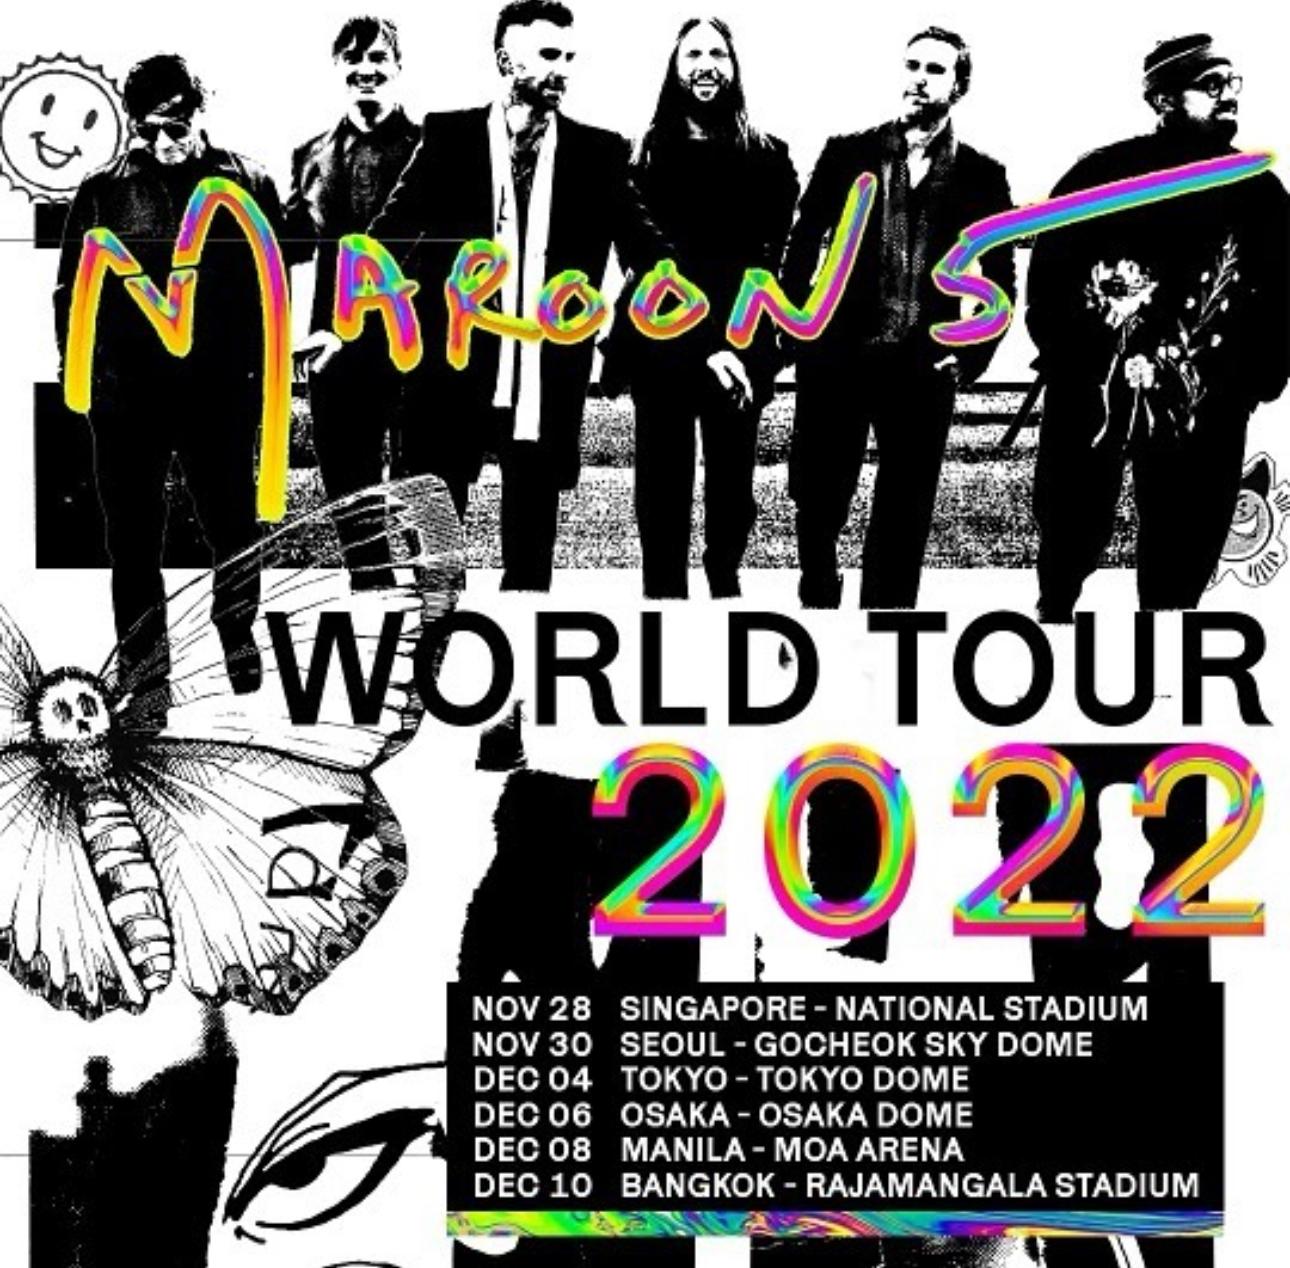 MAROON 5
WORLD TOUR
2022
NOV 28 SINGAPORE - NATIONAL STADIUM
NOV 30 SEOUL - GOCHEOK SKY DOME
DEC 04 TOKYO - TOKYO DOME
DEC 06 OSAKA - OSAKA DOME
DEC 08 MANILA - MOA ARENA
DEC 10 BANGKOK - RAJAMANGALA STADIUM